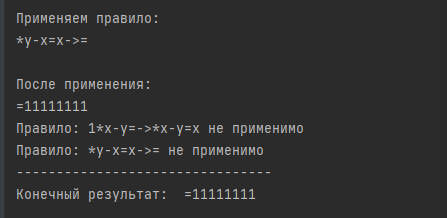 Применяем правило:
*y-x=x->=
После применения:
=11111111
Правило: 1*x-y=->*x-y=x не применимо
Правило: *y-x=x->= не применимо
--------------------------------
Конечный результат:  =11111111